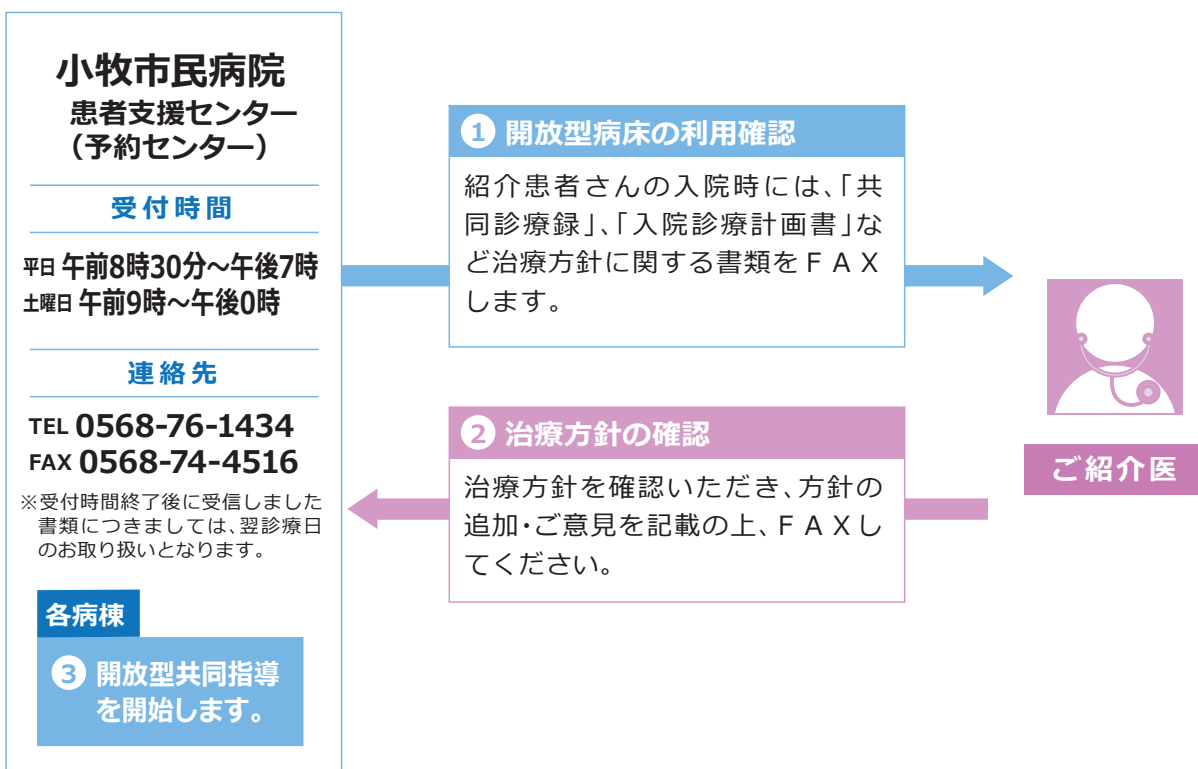 小牧市民病院
患者支援センター
（予約センター）
受付時間
平日 午前8時30分～午後7時
土曜日 午前9時～午後0時
連絡先
TEL 0568-76-1434
FAX 0568-74-4516
※受付時間終了後に受信しました
書類につきましては、翌診療日
のお取り扱いとなります。
各病棟
3 開放型共同指導
を開始します。
1 開放型病床の利用確認
紹介患者さんの入院時には、「共
同診療録」、「入院診療計画書」な
ど治療方針に関する書類をＦＡＸ
します。
2 治療方針の確認
治療方針を確認いただき、方針の
追加・ご意見を記載の上、ＦＡＸし
てください。
ご紹介医